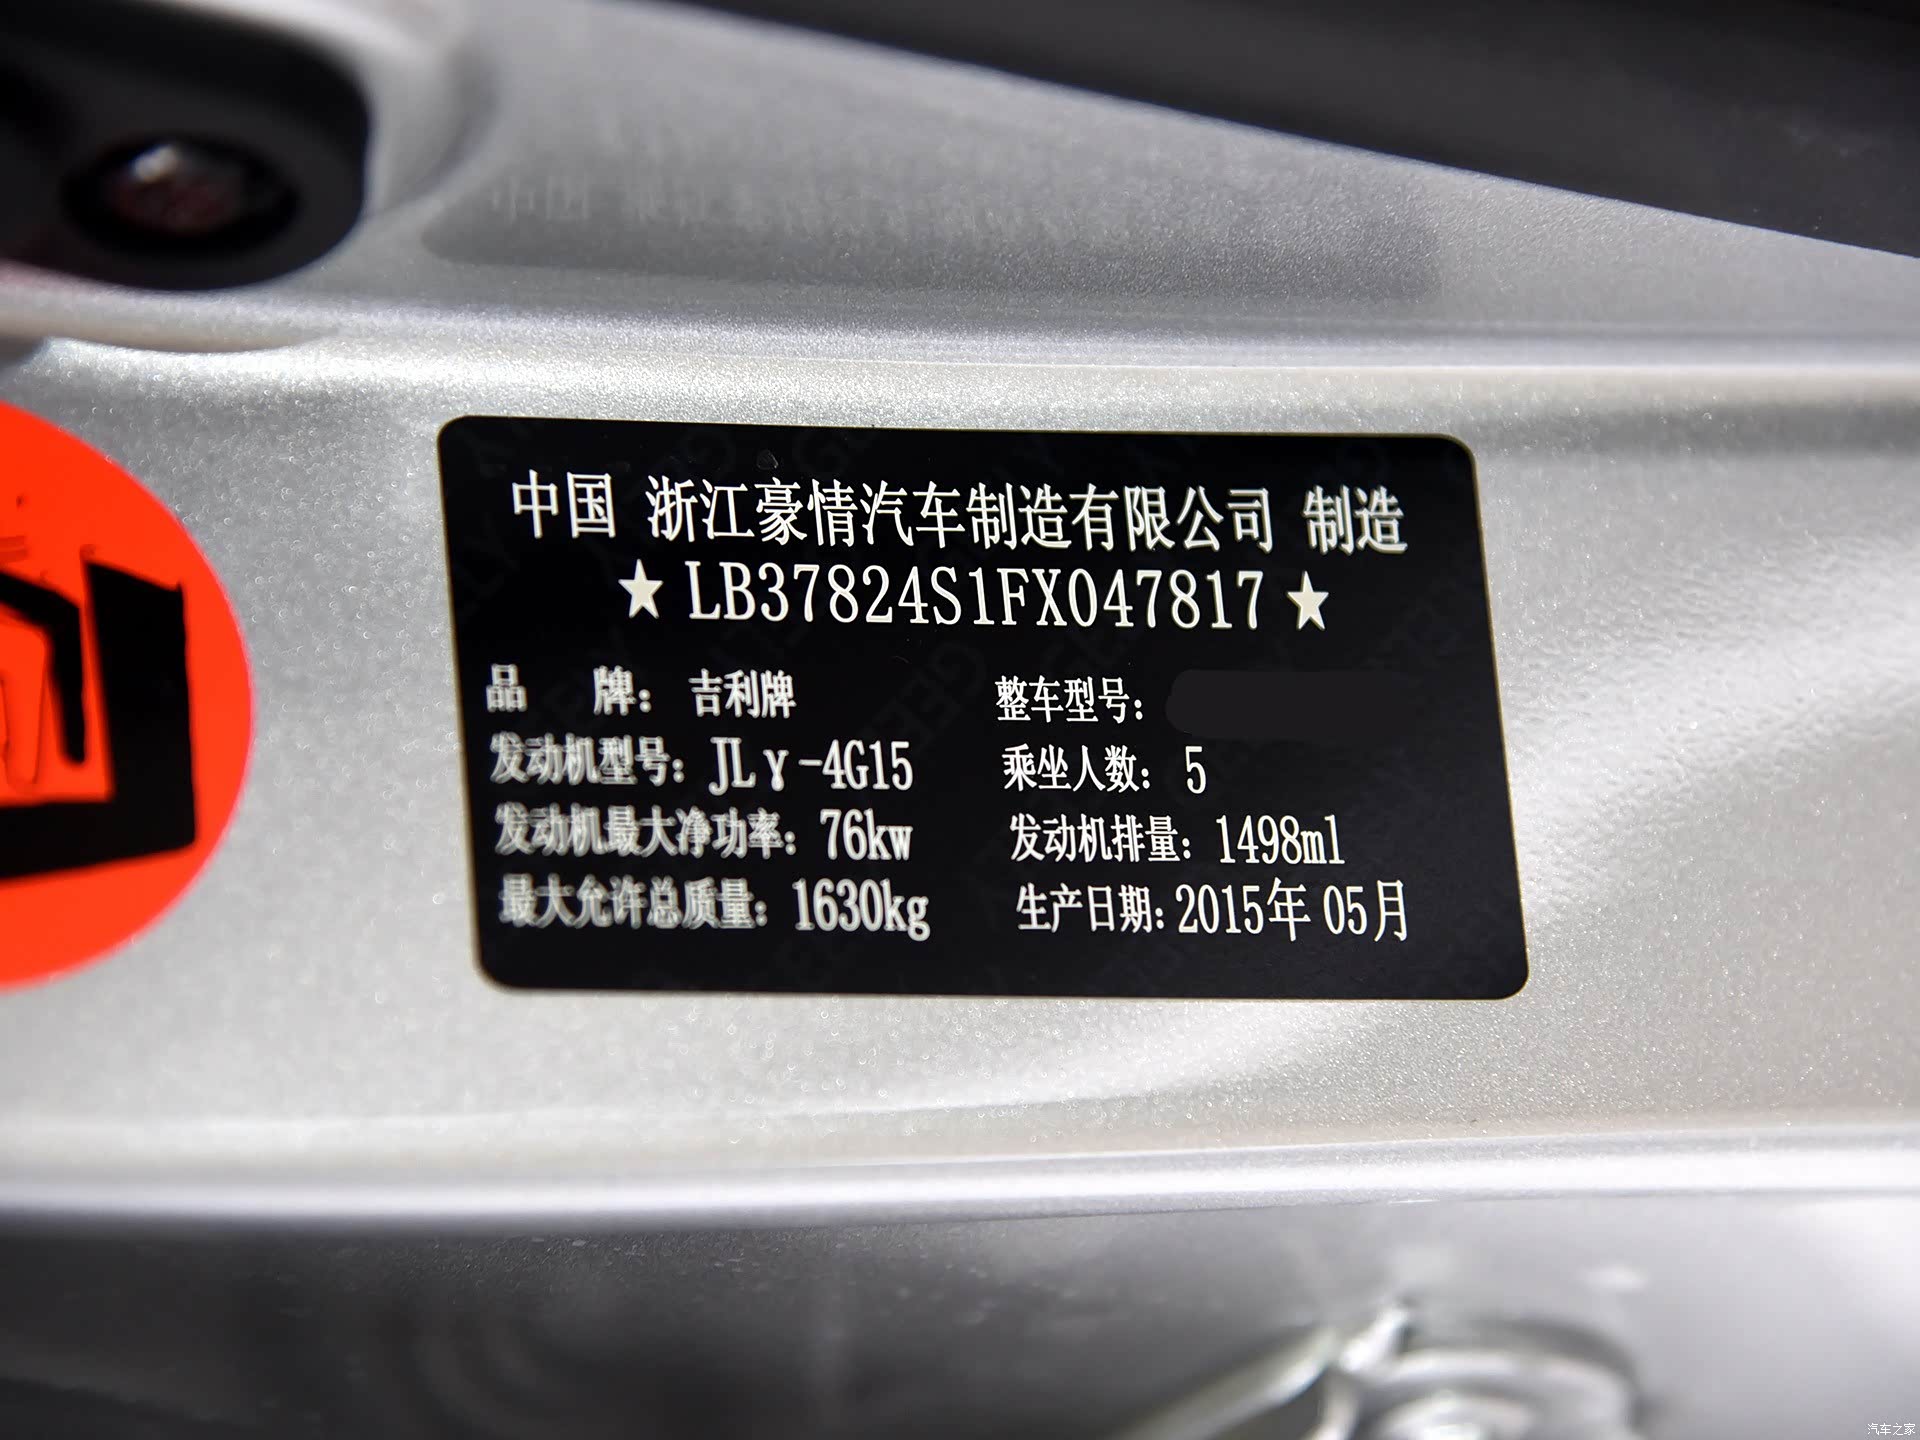 中国 浙江豪情汽车制造有限公司 制造
★LB37824S1FX047817★
品 牌: 吉利牌 整车型号:
发动机型号: JLγ-4G15 乘坐人数: 5
发动机最大净功率: 76kw 发动机排量: 1498ml
最大允许总质量: 1630kg 生产日期: 2015年 05月
汽车之家